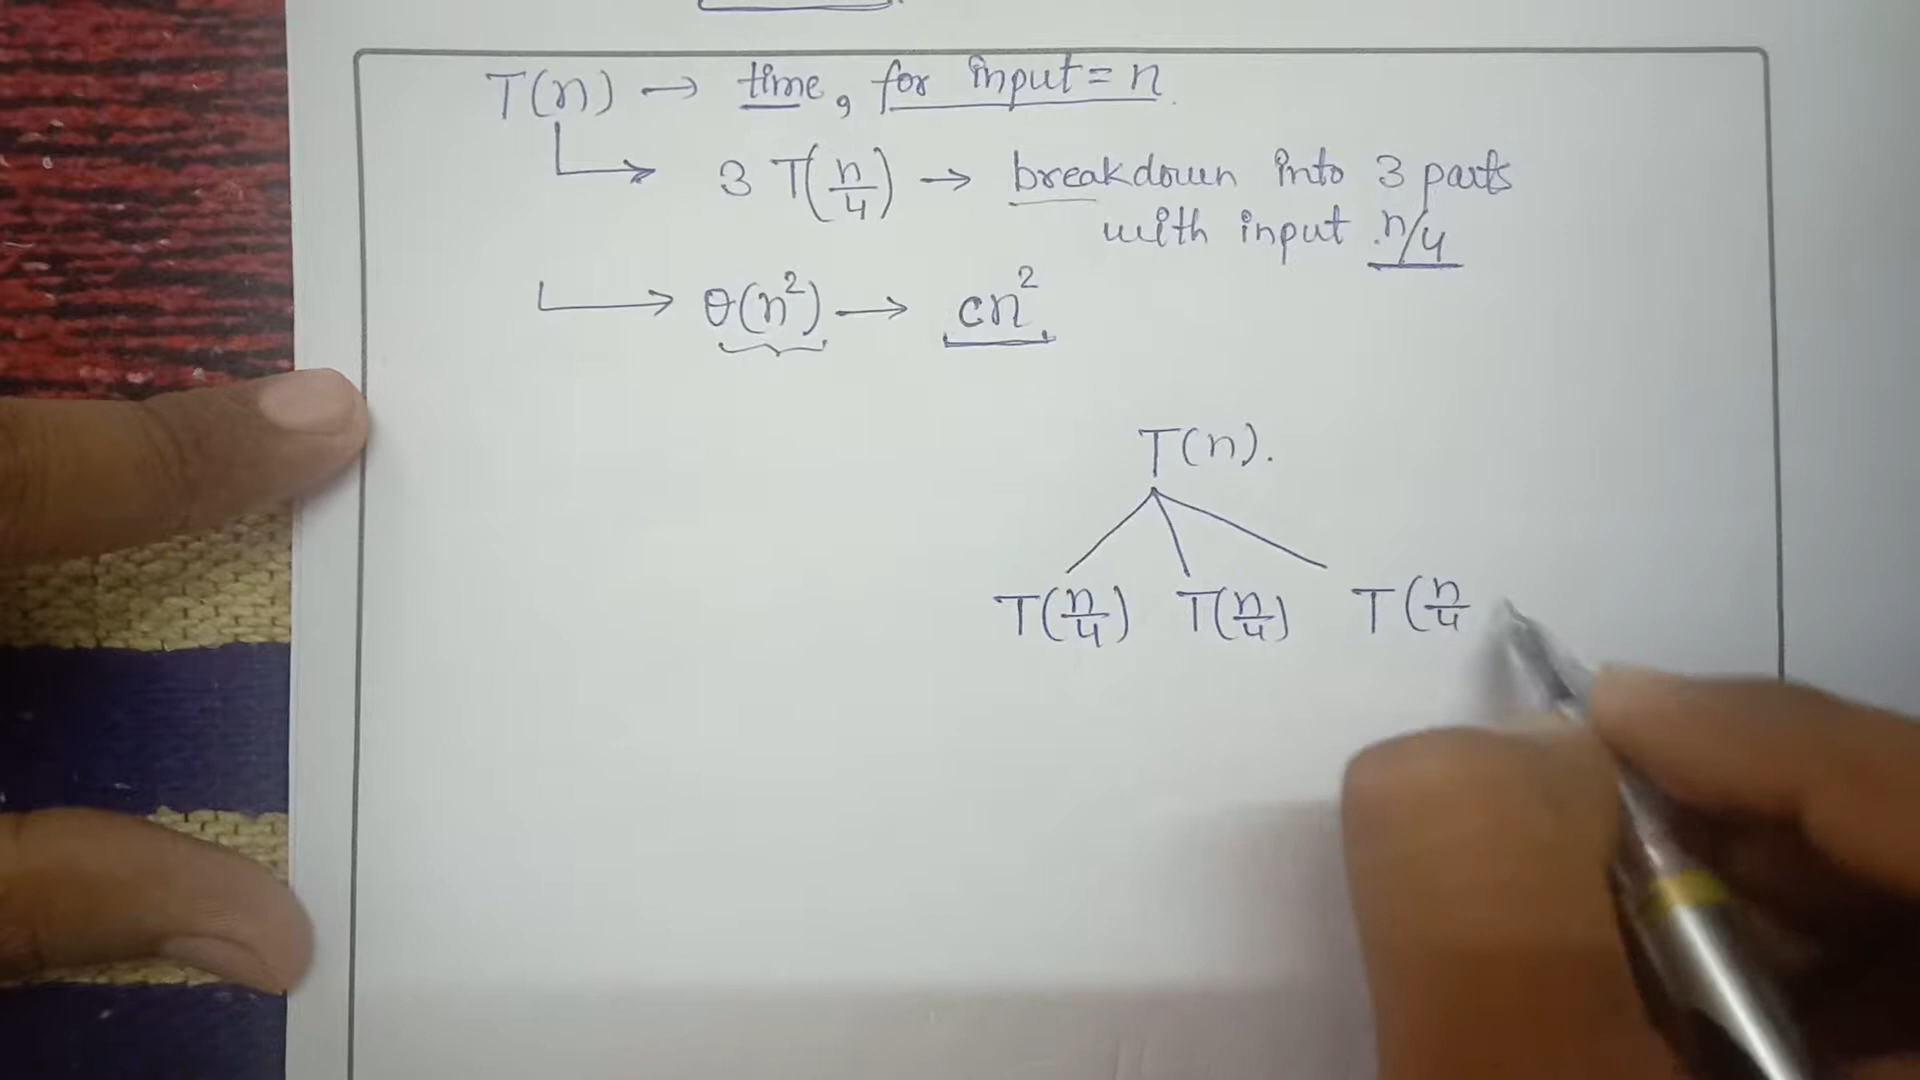 T(n) → time, for input = n.
3 T(n/4) → breakdown into 3 parts
with input n/4
θ(n²) → cn².
T(n).
T(n/4) T(n/4) T(n/4